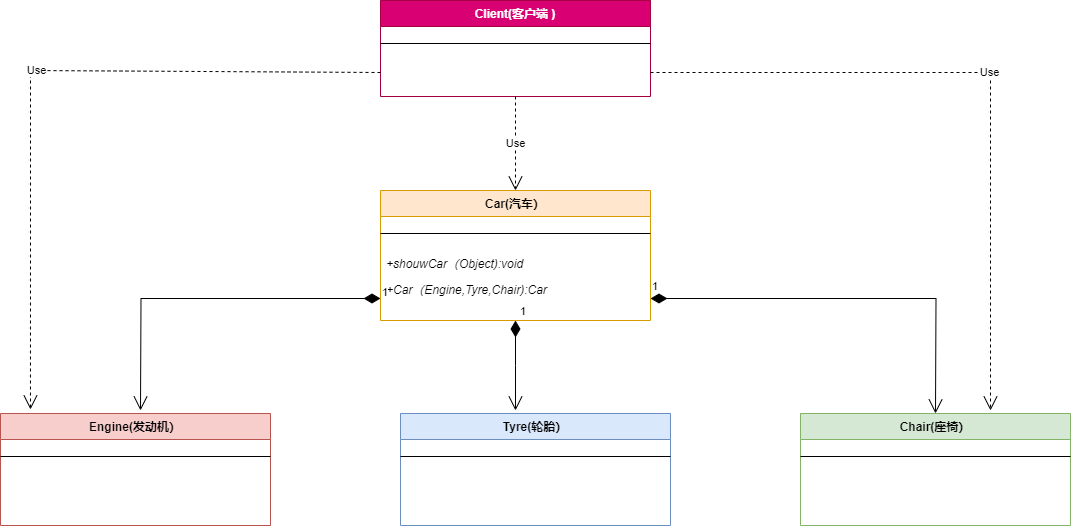 Client(客户端 )
Use
Use
Use
Car(汽车)
+shouwCar（Object):void
+Car（Engine,Tyre,Chair):Car
1
1
1
Engine(发动机)
Tyre(轮胎)
Chair(座椅)